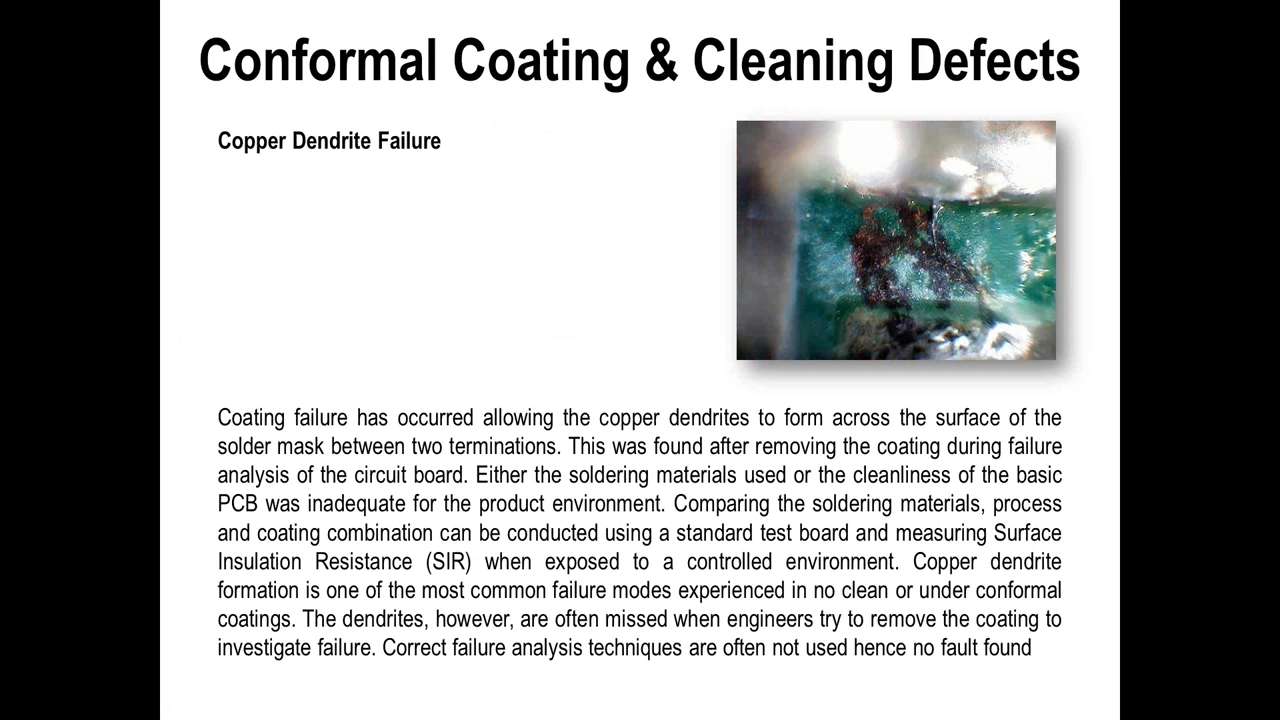 Conformal Coating & Cleaning Defects
Copper Dendrite Failure
Coating failure has occurred allowing the copper dendrites to form across the surface of the
solder mask between two terminations. This was found after removing the coating during failure
analysis of the circuit board. Either the soldering materials used or the cleanliness of the basic
PCB was inadequate for the product environment. Comparing the soldering materials, process
and coating combination can be conducted using a standard test board and measuring Surface
Insulation Resistance (SIR) when exposed to a controlled environment. Copper dendrite
formation is one of the most common failure modes experienced in no clean or under conformal
coatings. The dendrites, however, are often missed when engineers try to remove the coating to
investigate failure. Correct failure analysis techniques are often not used hence no fault found